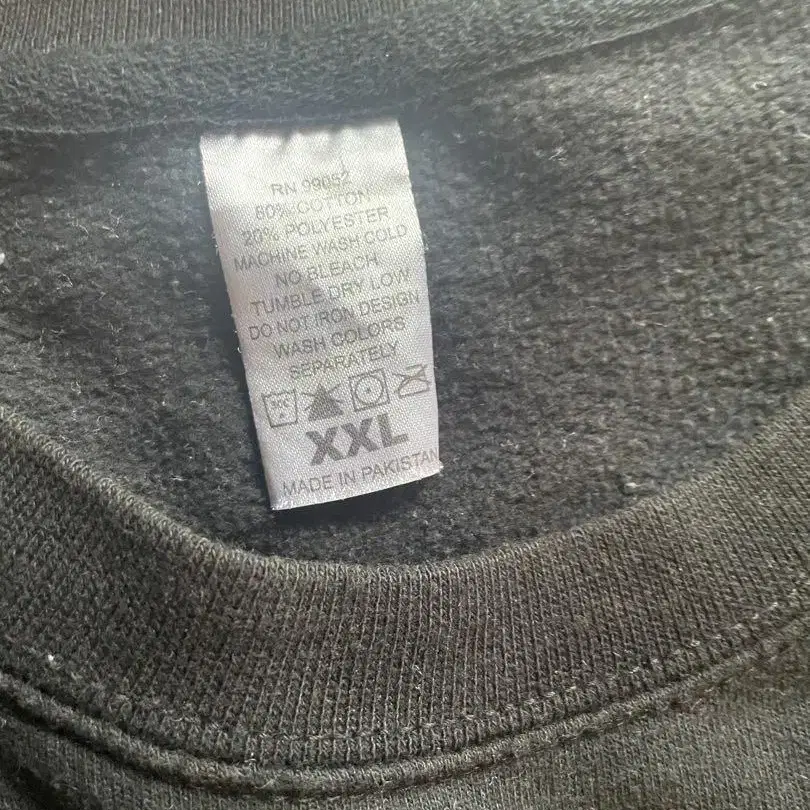 RN 99052
80% COTTON
20% POLYESTER
MACHINE WASH COLD
NO BLEACH
TUMBLE DRY LOW
DO NOT IRON DESIGN
WASH COLORS
SEPARATELY
XXL
MADE IN PAKISTAN